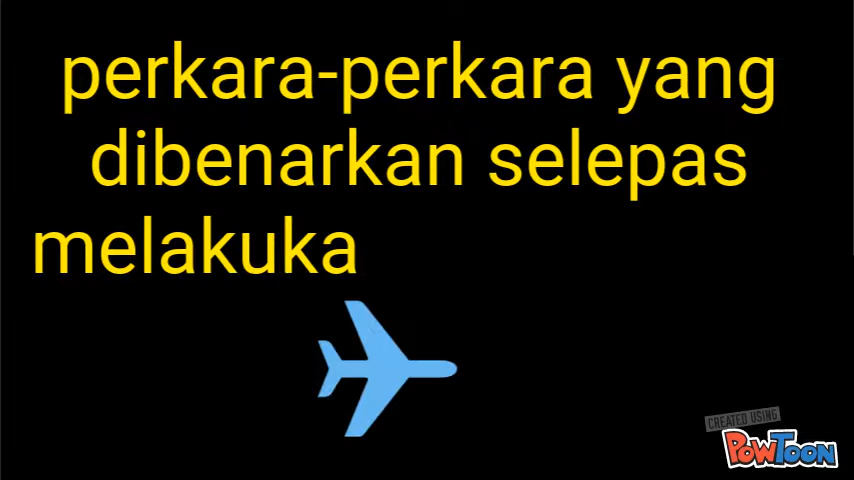 perkara-perkara yang
dibenarkan selepas
melakuka
CREATED USING
POWTOON